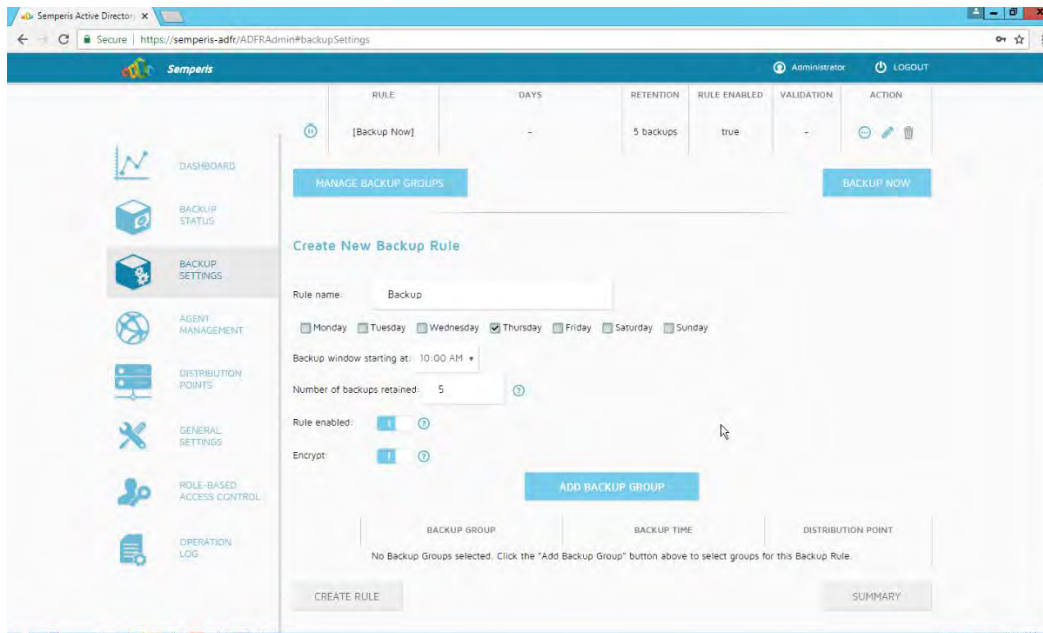 Semperis Active Director
Secure | https://semperis-adfr/ADFRAdmin#backupSettings
Semperis
Administrator
LOGOUT
RULE DAYS RETENTION RULE ENABLED VALIDATION ACTION
[Backup Now] - 5 backups true -
MANAGE BACKUP GROUPS
BACKUP NOW
DASHBOARD
BACKUP
STATUS
BACKUP
SETTINGS
AGENT
MANAGEMENT
DISTRIBUTION
POINTS
GENERAL
SETTINGS
ROLE-BASED
ACCESS CONTROL
OPERATION
LOG
Create New Backup Rule
Rule name: Backup
Monday Tuesday Wednesday Thursday Friday Saturday Sunday
Backup window starting at: 10:00 AM
Number of backups retained: 5
Rule enabled:
Encrypt
ADD BACKUP GROUP
BACKUP GROUP BACKUP TIME DISTRIBUTION POINT
No Backup Groups selected. Click the "Add Backup Group" button above to select groups for this Backup Rule.
CREATE RULE
SUMMARY